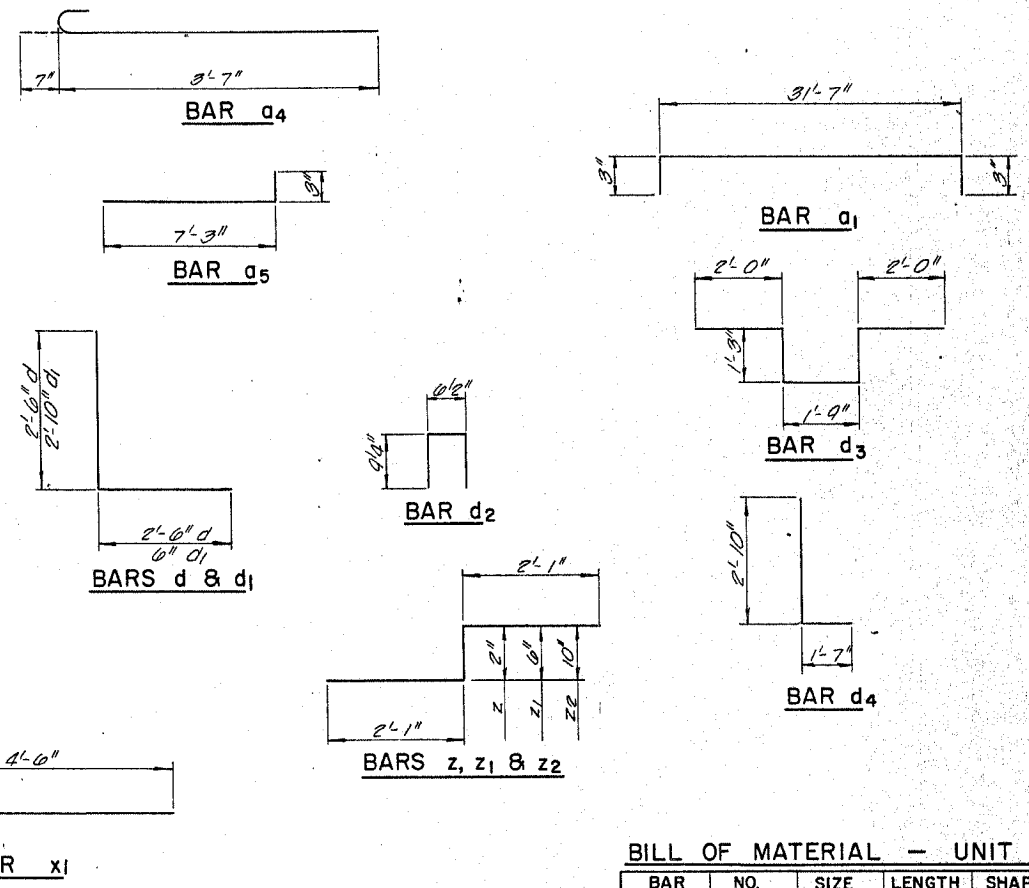 7" 3'-7"
BAR a4
31'-7"
3" 3"
BAR a1
3"
7'-3"
BAR a5
2'-0" 2'-0"
1'-3"
1'-9"
BAR d3
2'-6" d
2'-10" d1
2'-6" d
6" d1
BARS d & d1
6½"
BAR d2
2'-10"
1'-7"
BAR d4
2'-1"
2" 6" 10"
z z1 z2
2'-1"
BARS z, z1 & z2
4'-6"
R x1
BILL OF MATERIAL — UNIT
BAR NO. SIZE LENGTH SHAP